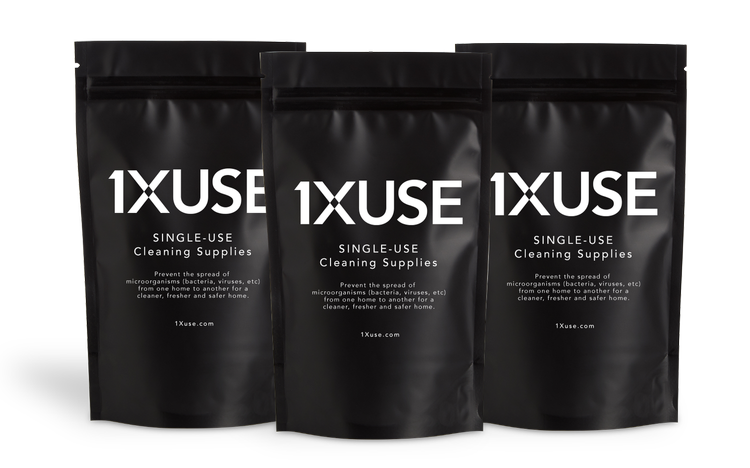 1XUSE
SINGLE-USE
Cleaning Supplies
Prevent the spread of
microorganisms (bacteria, viruses, etc)
from one home to another for a
cleaner, fresher and safer home.
1Xuse.com
1XUSE
SINGLE-USE
Cleaning Supplies
Prevent the spread of
microorganisms (bacteria, viruses, etc)
from one home to another for a
cleaner, fresher and safer home.
1Xuse.com
1XUSE
SINGLE-USE
Cleaning Supplies
Prevent the spread of
microorganisms (bacteria, viruses, etc)
from one home to another for a
cleaner, fresher and safer home.
1Xuse.com